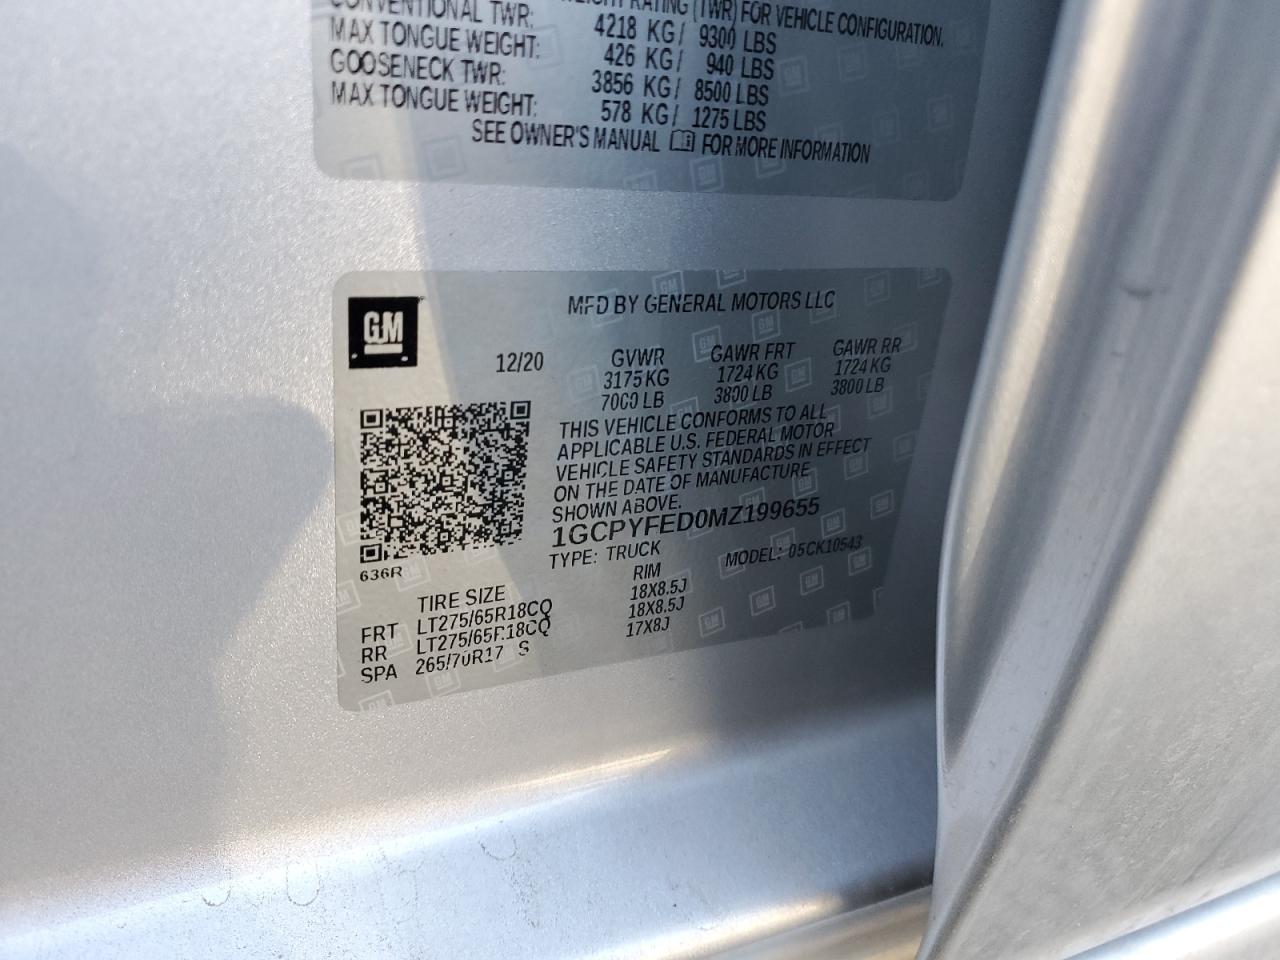 WEIGHT RATING (TWR) FOR VEHICLE CONFIGURATION.
CONVENTIONAL TWR: 4218 KG/ 9300 LBS
MAX TONGUE WEIGHT: 426 KG/ 940 LBS
GOOSENECK TWR: 3856 KG/ 8500 LBS
MAX TONGUE WEIGHT: 578 KG/ 1275 LBS
SEE OWNER'S MANUAL FOR MORE INFORMATION
GM
MFD BY GENERAL MOTORS LLC
12/20 GVWR GAWR FRT GAWR RR
3175 KG 1724 KG 1724 KG
7000 LB 3800 LB 3800 LB
THIS VEHICLE CONFORMS TO ALL
APPLICABLE U.S. FEDERAL MOTOR
VEHICLE SAFETY STANDARDS IN EFFECT
ON THE DATE OF MANUFACTURE
SHOWN ABOVE.
1GCPYFED0MZ199655
TYPE: TRUCK MODEL: 05CK10543
636R
TIRE SIZE RIM
FRT LT275/65R18CQ 18X8.5J
RR LT275/65R18CQ 18X8.5J
SPA 265/70R17 S 17X8J